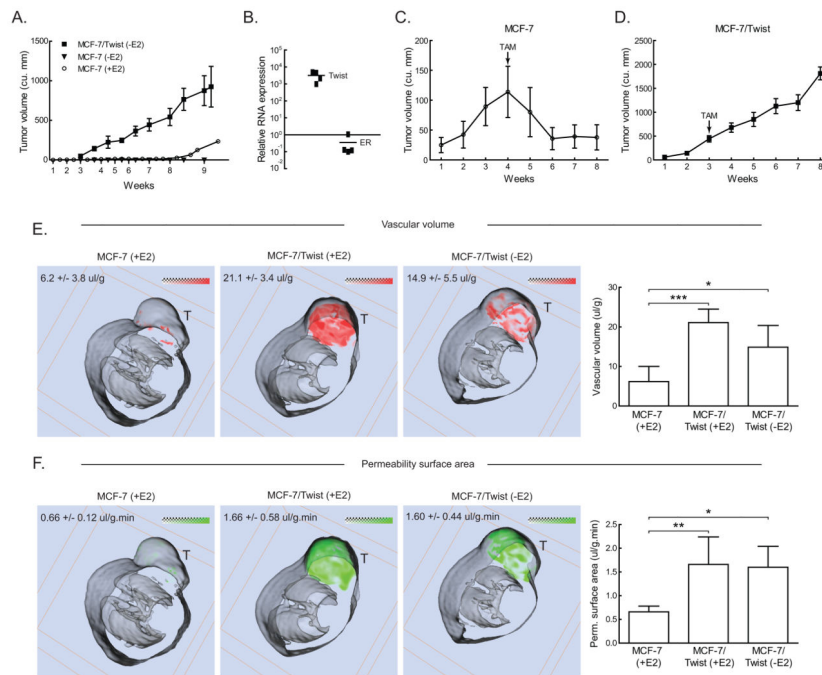 A.
MCF-7/Twist (-E2)
MCF-7 (-E2)
MCF-7 (+E2)
Tumor volume (cu. mm)
1000
500
0
1 2 3 4 5 6 7 8 9
Weeks
B.
Relative RNA expression
10⁵
10⁴
10³
10²
10¹
10⁰
10⁻¹
10⁻²
Twist
ER
C.
MCF-7
TAM
Tumor volume (cu. mm)
200
150
100
50
0
1 2 3 4 5 6 7 8
Weeks
D.
MCF-7/Twist
TAM
Tumor volume (cu. mm)
2500
2000
1500
1000
500
0
1 2 3 4 5 6 7 8
Weeks
E.
Vascular volume
MCF-7 (+E2)
6.2 +/- 3.8 ul/g
T
MCF-7/Twist (+E2)
21.1 +/- 3.4 ul/g
T
MCF-7/Twist (-E2)
14.9 +/- 5.5 ul/g
T
Vascular volume (ul/g)
30
20
10
0
*
***
MCF-7 (+E2)
MCF-7/ Twist (+E2)
MCF-7/ Twist (-E2)
F.
Permeability surface area
MCF-7 (+E2)
0.66 +/- 0.12 ul/g.min
T
MCF-7/Twist (+E2)
1.66 +/- 0.58 ul/g.min
T
MCF-7/Twist (-E2)
1.60 +/- 0.44 ul/g.min
T
Perm. surface area (ul/g.min)
2.5
2.0
1.5
1.0
0.5
0.0
*
**
MCF-7 (+E2)
MCF-7/ Twist (+E2)
MCF-7/ Twist (-E2)